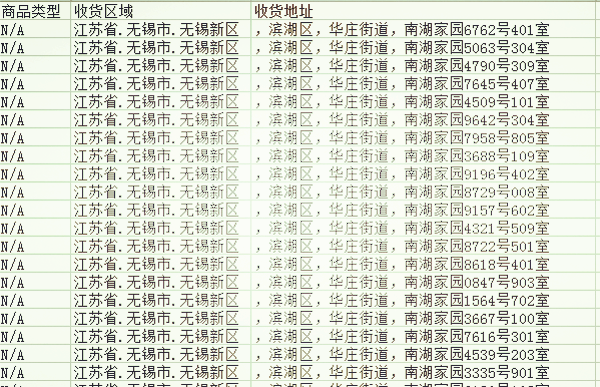 商品类型 收货区域 收货地址
N/A 江苏省.无锡市.无锡新区 ，滨湖区，华庄街道，南湖家园6762号401室
N/A 江苏省.无锡市.无锡新区 ，滨湖区，华庄街道，南湖家园5063号304室
N/A 江苏省.无锡市.无锡新区 ，滨湖区，华庄街道，南湖家园4790号309室
N/A 江苏省.无锡市.无锡新区 ，滨湖区，华庄街道，南湖家园7645号407室
N/A 江苏省.无锡市.无锡新区 ，滨湖区，华庄街道，南湖家园4509号101室
N/A 江苏省.无锡市.无锡新区 ，滨湖区，华庄街道，南湖家园9642号304室
N/A 江苏省.无锡市.无锡新区 ，滨湖区，华庄街道，南湖家园7958号805室
N/A 江苏省.无锡市.无锡新区 ，滨湖区，华庄街道，南湖家园3688号109室
N/A 江苏省.无锡市.无锡新区 ，滨湖区，华庄街道，南湖家园9196号402室
N/A 江苏省.无锡市.无锡新区 ，滨湖区，华庄街道，南湖家园8729号008室
N/A 江苏省.无锡市.无锡新区 ，滨湖区，华庄街道，南湖家园9157号602室
N/A 江苏省.无锡市.无锡新区 ，滨湖区，华庄街道，南湖家园4321号509室
N/A 江苏省.无锡市.无锡新区 ，滨湖区，华庄街道，南湖家园8722号501室
N/A 江苏省.无锡市.无锡新区 ，滨湖区，华庄街道，南湖家园8618号401室
N/A 江苏省.无锡市.无锡新区 ，滨湖区，华庄街道，南湖家园0847号903室
N/A 江苏省.无锡市.无锡新区 ，滨湖区，华庄街道，南湖家园1564号702室
N/A 江苏省.无锡市.无锡新区 ，滨湖区，华庄街道，南湖家园3667号100室
N/A 江苏省.无锡市.无锡新区 ，滨湖区，华庄街道，南湖家园7616号301室
N/A 江苏省.无锡市.无锡新区 ，滨湖区，华庄街道，南湖家园4539号203室
N/A 江苏省.无锡市.无锡新区 ，滨湖区，华庄街道，南湖家园3335号901室